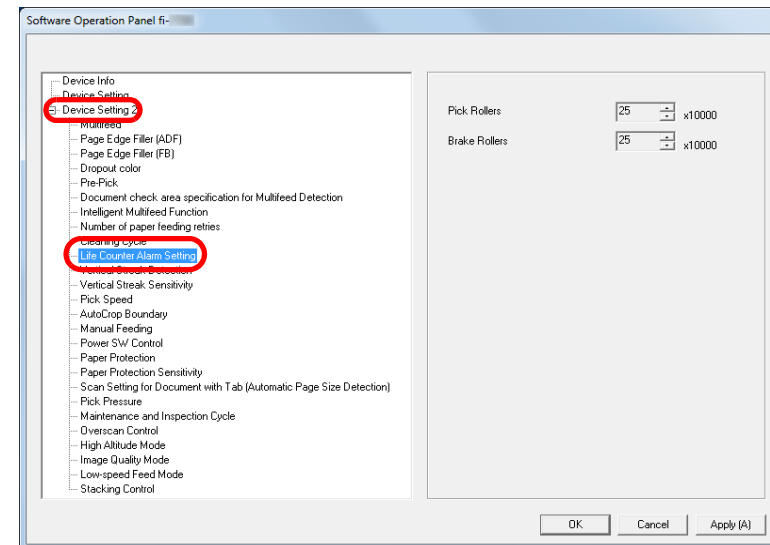 Software Operation Panel fi-
Device Info
Device Setting
Device Setting 2
Multifeed
Page Edge Filler (ADF)
Page Edge Filler (FB)
Dropout color
Pre-Pick
Document check area specification for Multifeed Detection
Intelligent Multifeed Function
Number of paper feeding retries
Cleaning Cycle
Life Counter Alarm Setting
Vertical Streak Detection
Vertical Streak Sensitivity
Pick Speed
AutoCrop Boundary
Manual Feeding
Power SW Control
Paper Protection
Paper Protection Sensitivity
Scan Setting for Document with Tab (Automatic Page Size Detection)
Pick Pressure
Maintenance and Inspection Cycle
Overscan Control
High Altitude Mode
Image Quality Mode
Low-speed Feed Mode
Stacking Control
Pick Rollers 25 x10000
Brake Rollers 25 x10000
OK Cancel Apply (A)